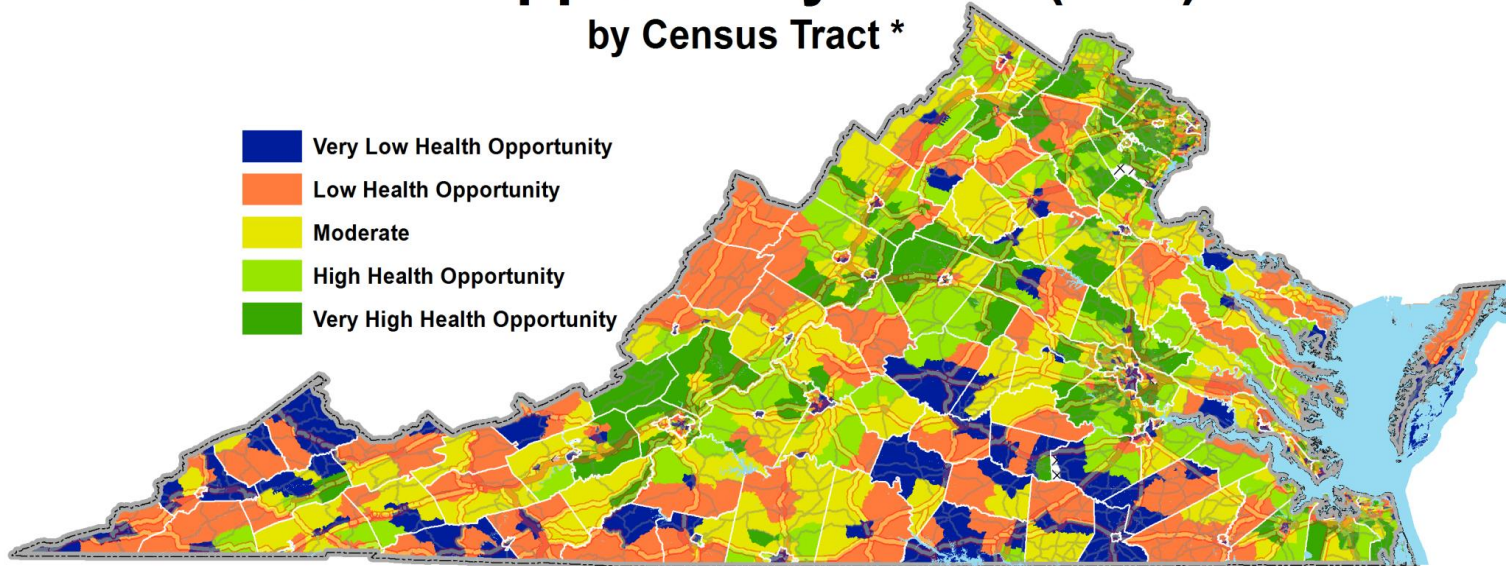 by Census Tract *
Very Low Health Opportunity
Low Health Opportunity
Moderate
High Health Opportunity
Very High Health Opportunity